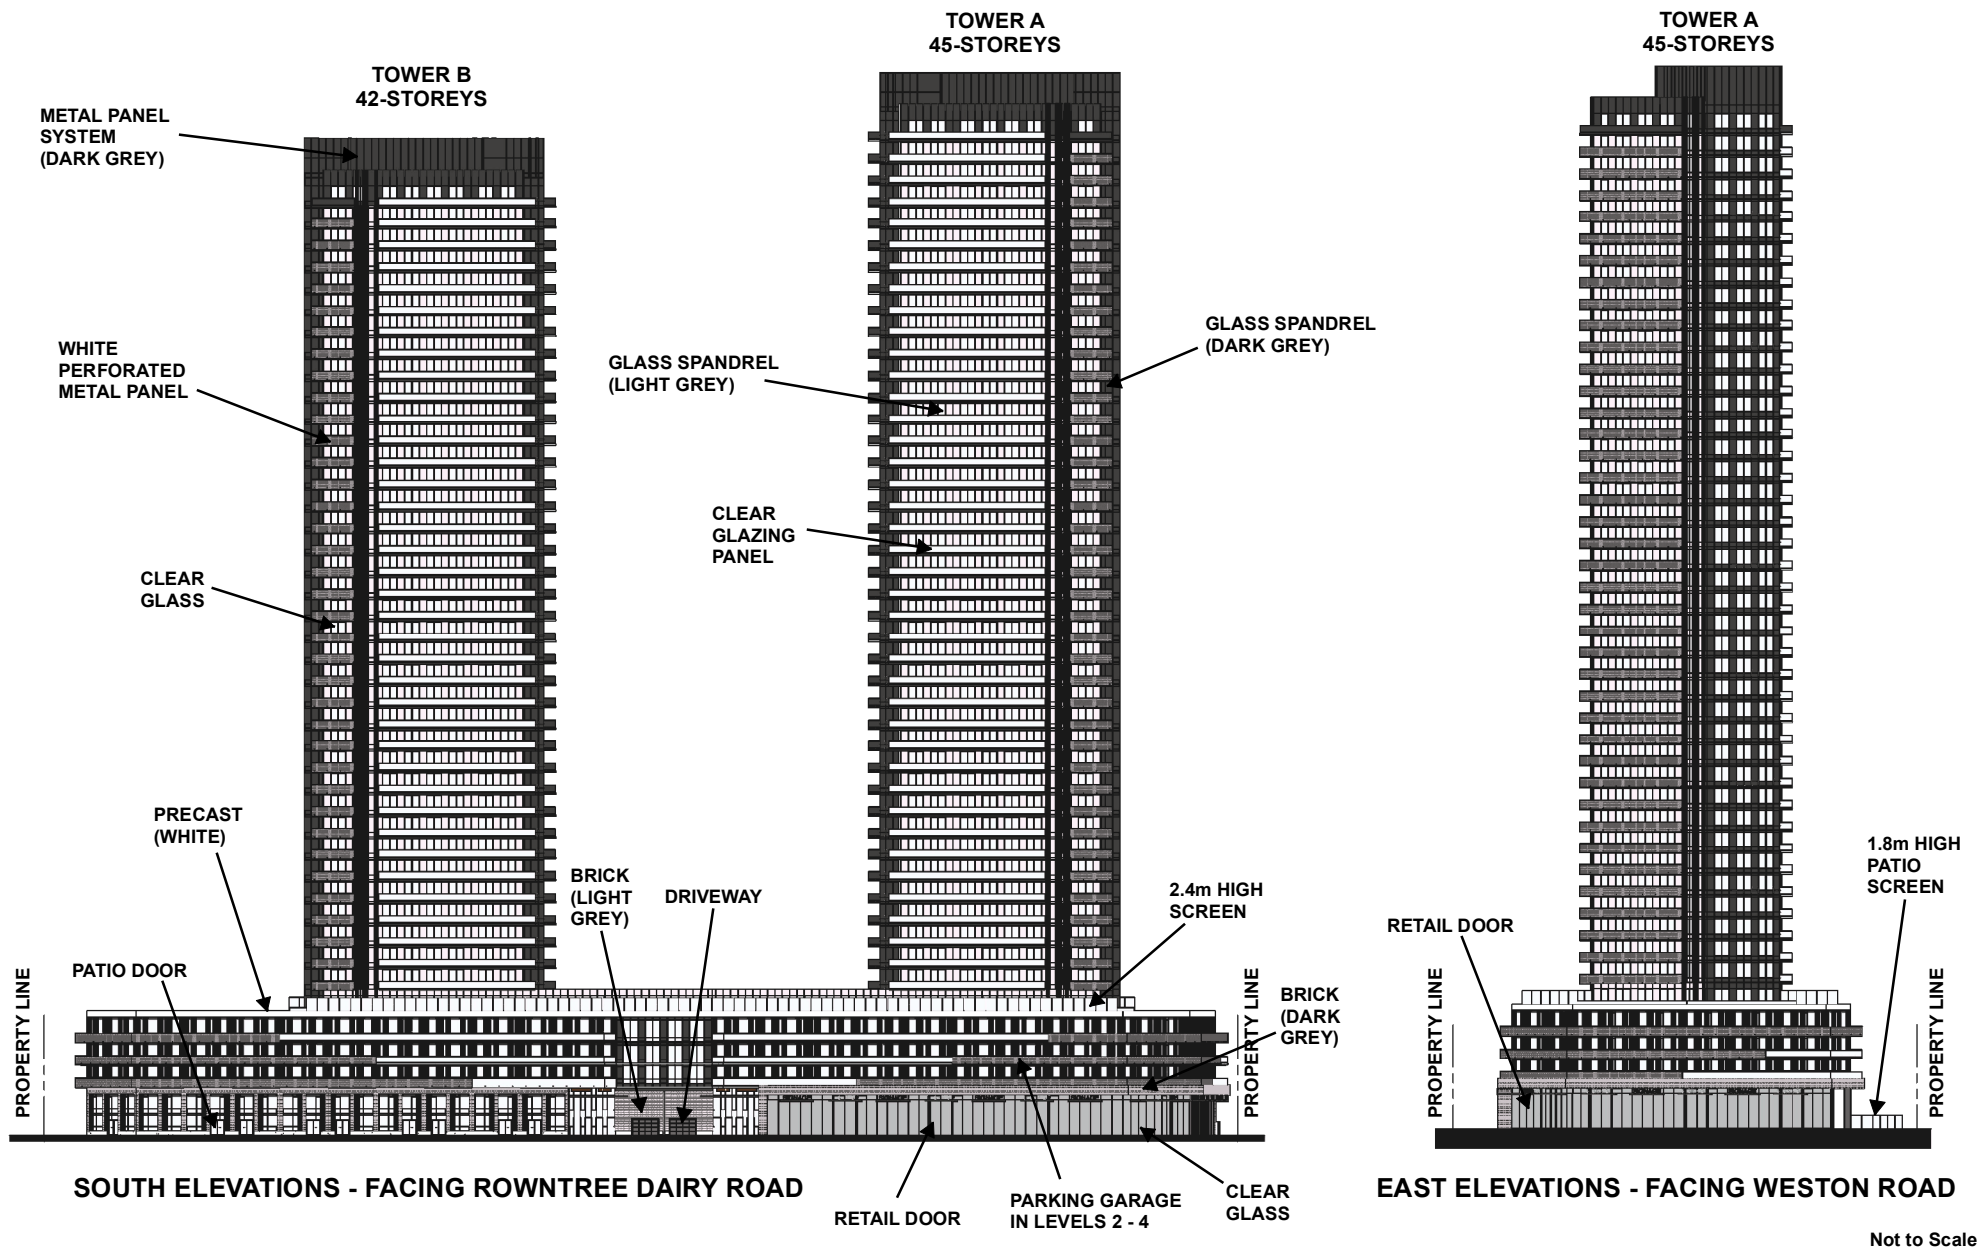 TOWER A
45-STOREYS
TOWER A
45-STOREYS
TOWER B
42-STOREYS
METAL PANEL
SYSTEM
(DARK GREY)
GLASS SPANDREL
(DARK GREY)
WHITE
PERFORATED
METAL PANEL
GLASS SPANDREL
(LIGHT GREY)
CLEAR
GLAZING
PANEL
CLEAR
GLASS
PRECAST
(WHITE)
BRICK
(LIGHT
GREY)
DRIVEWAY
2.4m HIGH
SCREEN
1.8m HIGH
PATIO
SCREEN
RETAIL DOOR
PATIO DOOR
BRICK
(DARK
GREY)
PROPERTY LINE
PROPERTY LINE
PROPERTY LINE
PROPERTY LINE
SOUTH ELEVATIONS - FACING ROWNTREE DAIRY ROAD
EAST ELEVATIONS - FACING WESTON ROAD
RETAIL DOOR
PARKING GARAGE
IN LEVELS 2 - 4
CLEAR
GLASS
Not to Scale